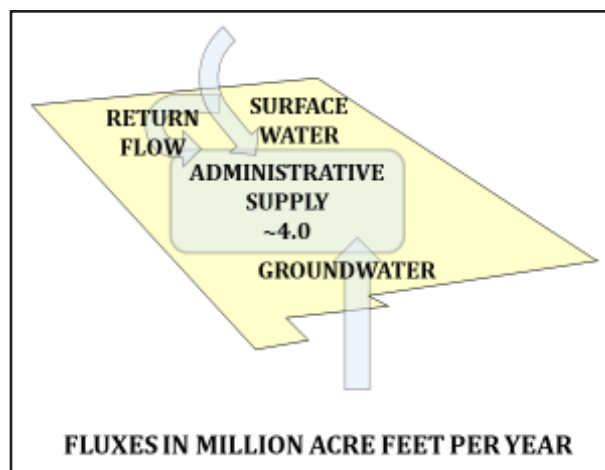 RETURN
FLOW
SURFACE
WATER
ADMINISTRATIVE
SUPPLY
~4.0
GROUNDWATER
FLUXES IN MILLION ACRE FEET PER YEAR